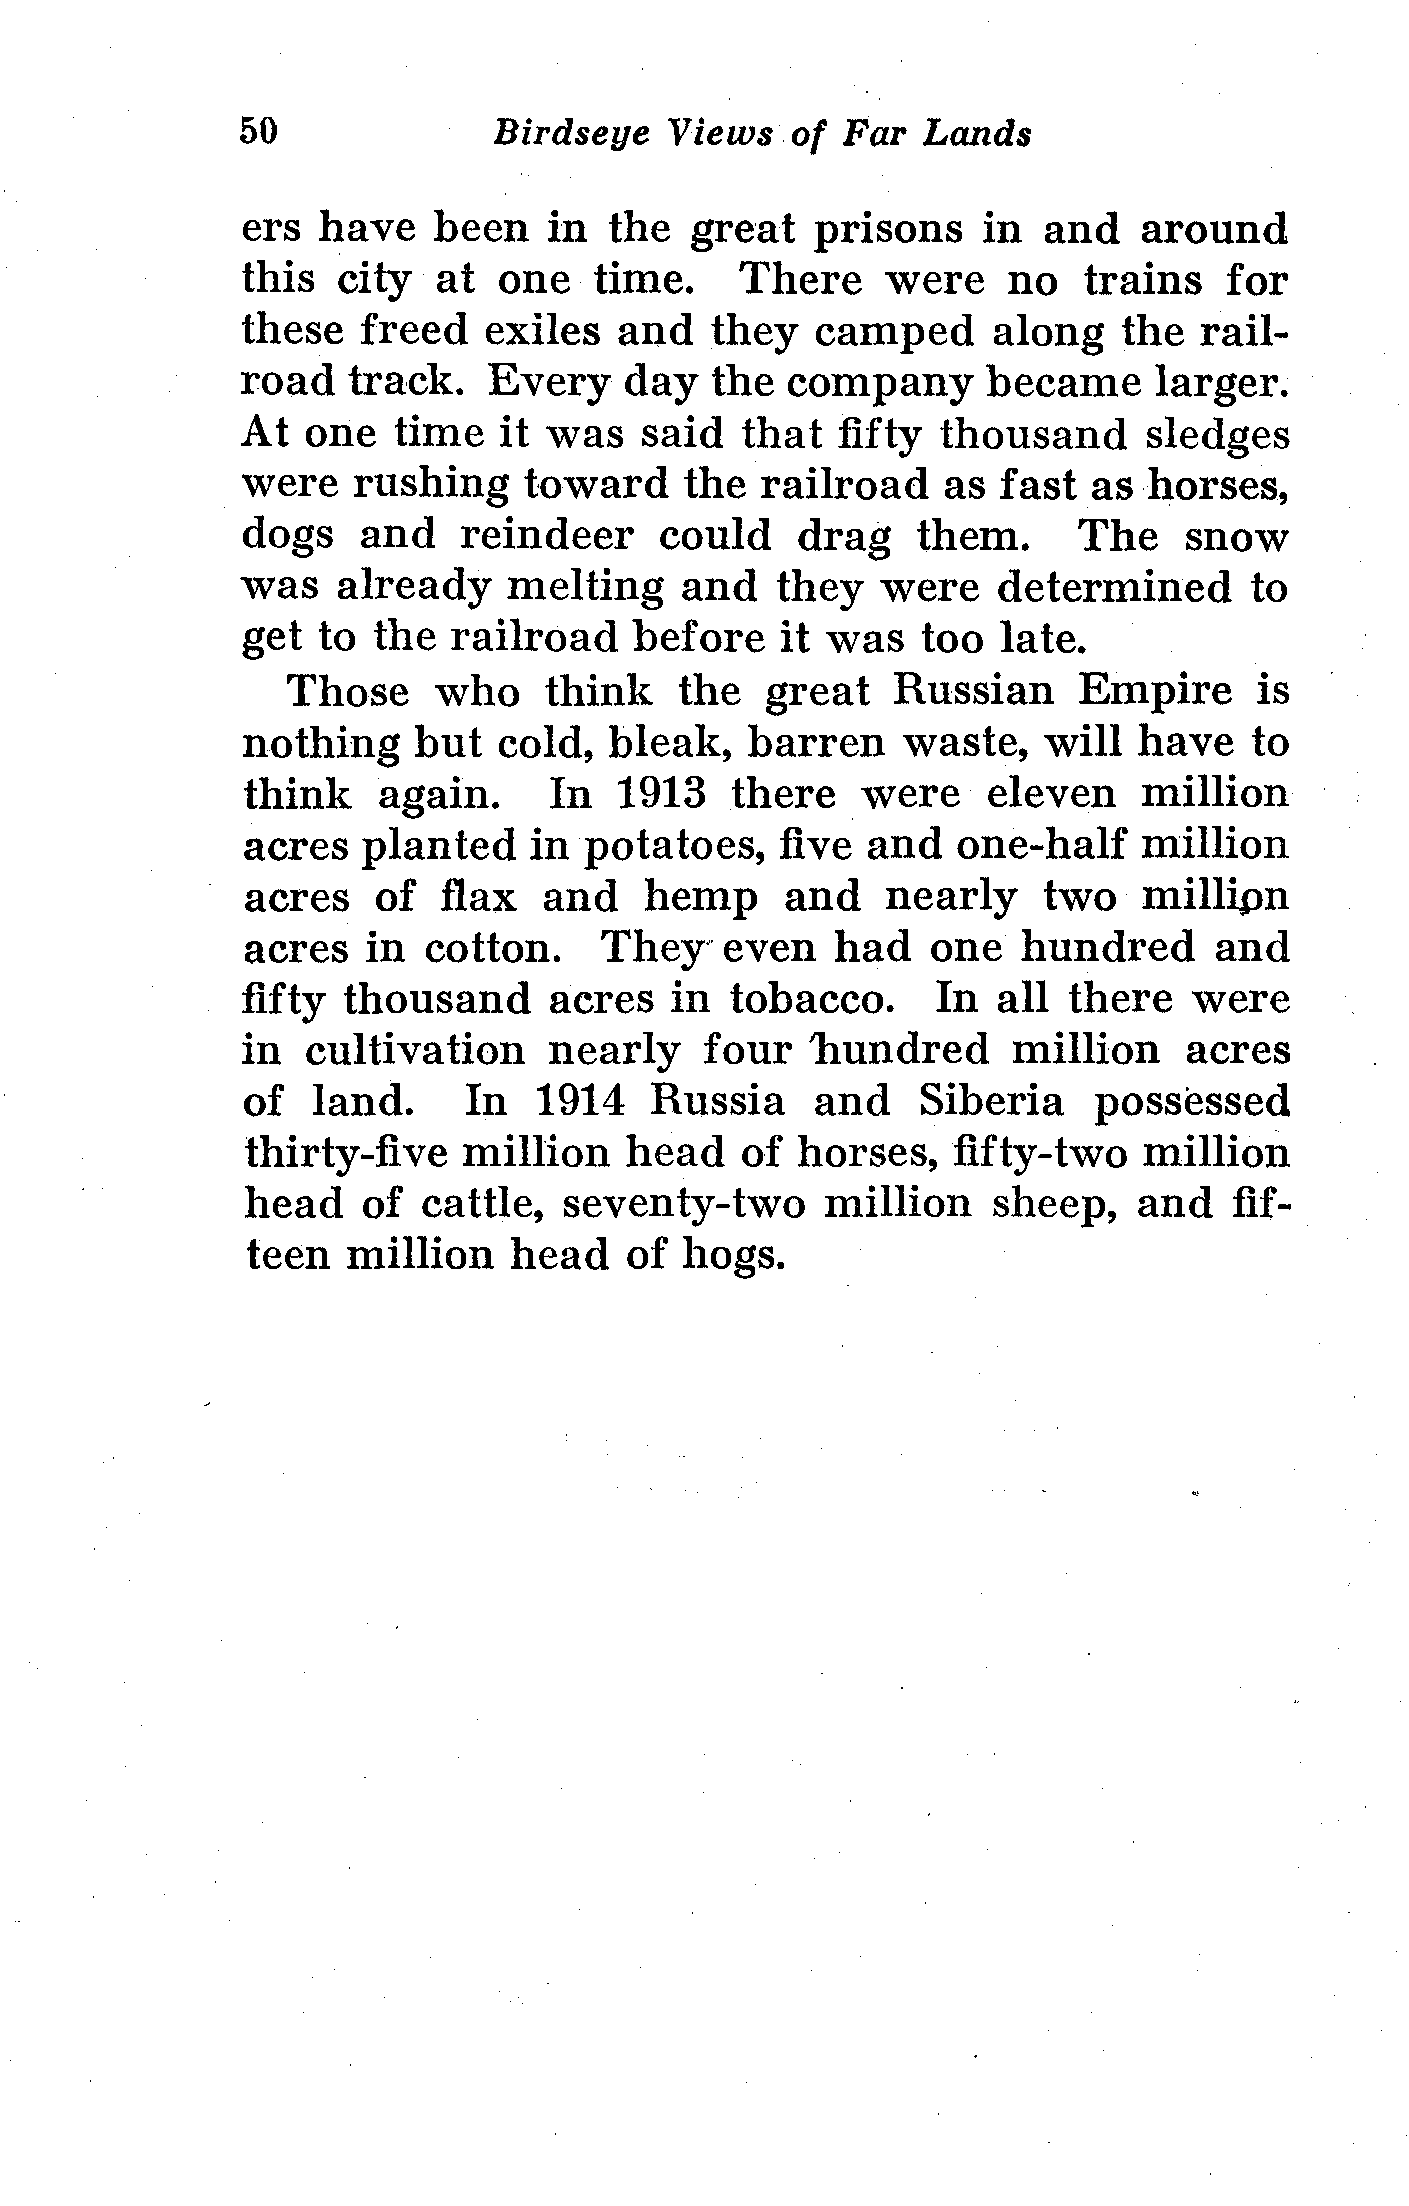 50 Birdseye Views of Far Lands
ers have been in the great prisons in and around
this city at one time. There were no trains for
these freed exiles and they camped along the rail-
road track. Every day the company became larger.
At one time it was said that fifty thousand sledges
were rushing toward the railroad as fast as horses,
dogs and reindeer could drag them. The snow
was already melting and they were determined to
get to the railroad before it was too late.
Those who think the great Russian Empire is
nothing but cold, bleak, barren waste, will have to
think again. In 1913 there were eleven million
acres planted in potatoes, five and one-half million
acres of flax and hemp and nearly two million
acres in cotton. They even had one hundred and
fifty thousand acres in tobacco. In all there were
in cultivation nearly four hundred million acres
of land. In 1914 Russia and Siberia possessed
thirty-five million head of horses, fifty-two million
head of cattle, seventy-two million sheep, and fif-
teen million head of hogs.